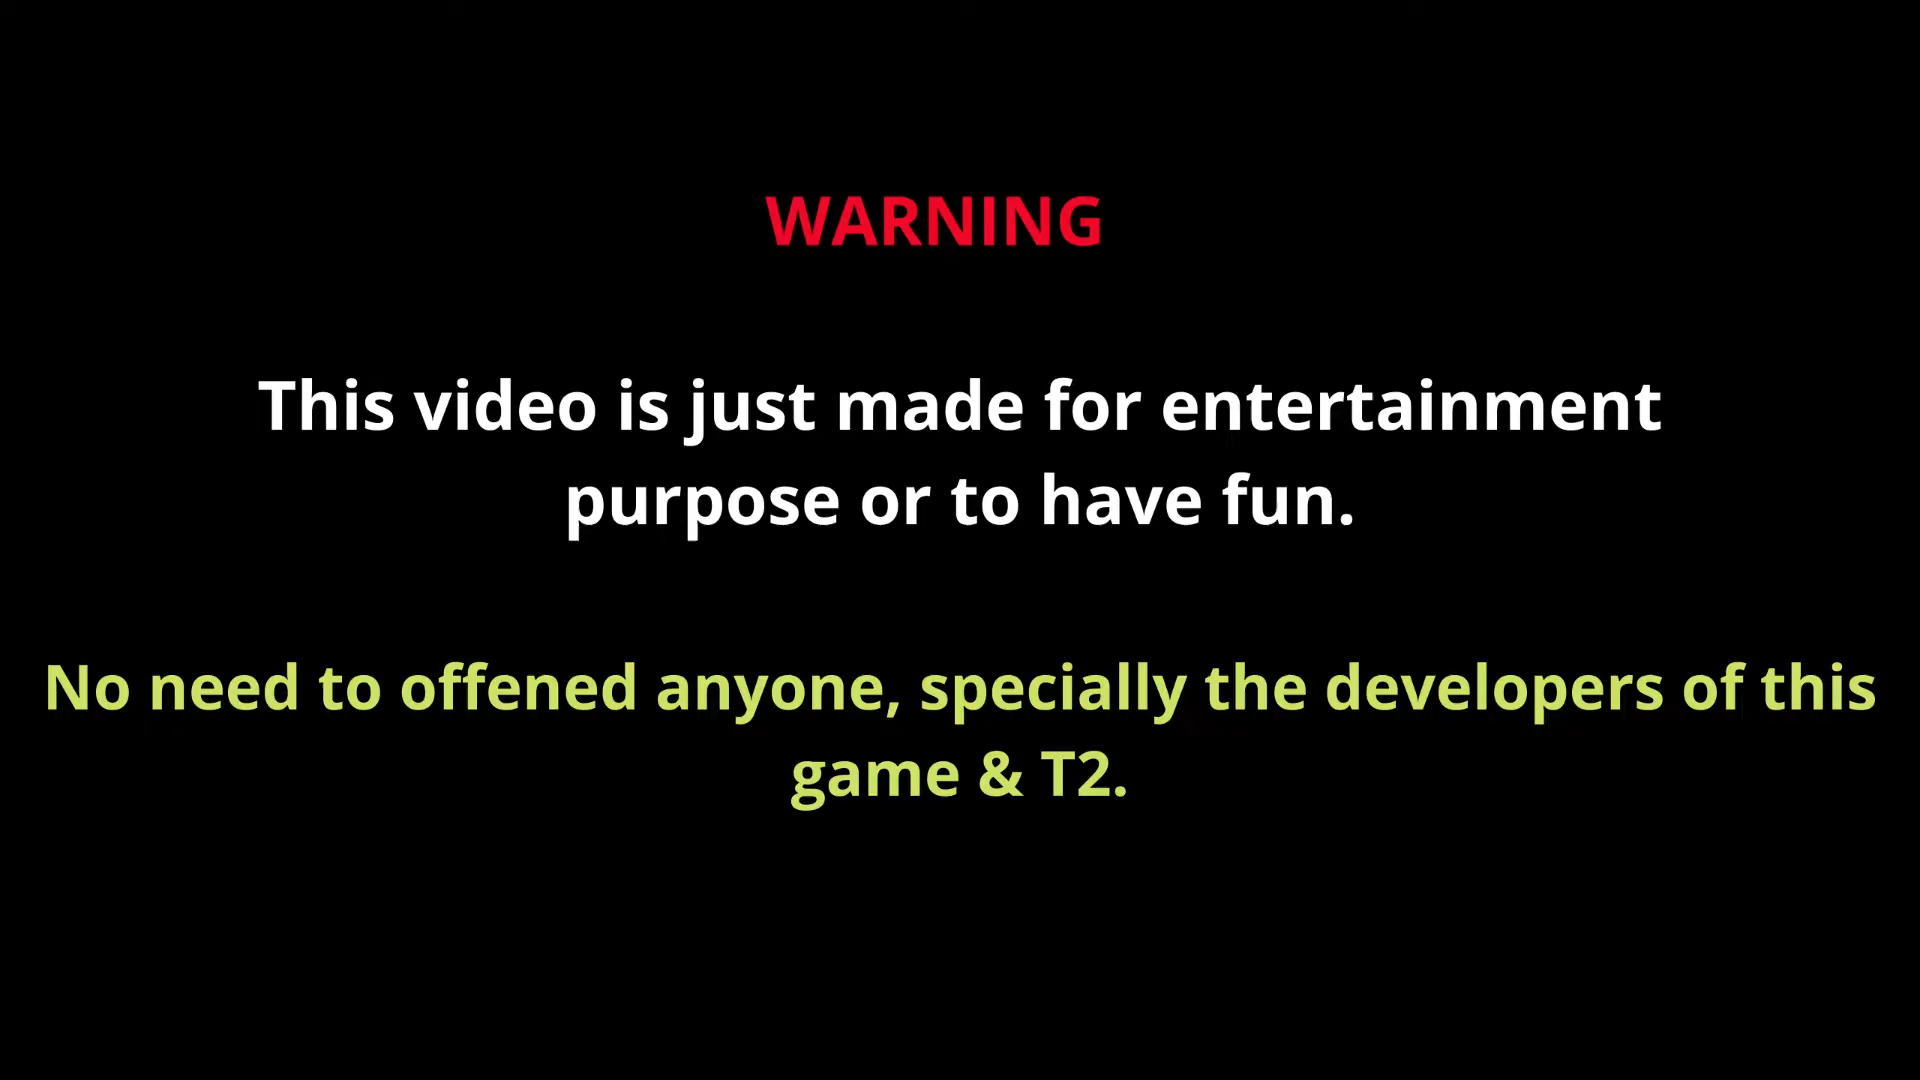 WARNING
This video is just made for entertainment
purpose or to have fun.
No need to offened anyone, specially the developers of this
game & T2.